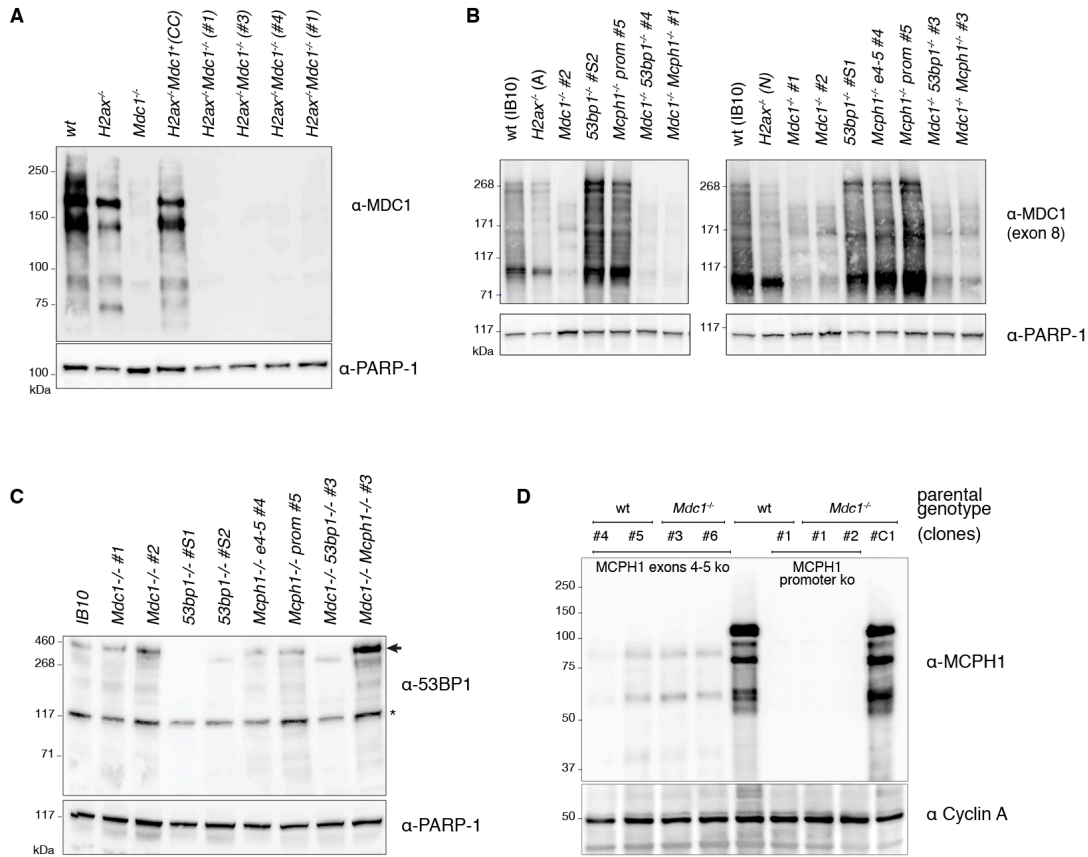 A
wt
H2ax-/-
Mdc1-/-
H2ax-/-Mdc1+(CC)
H2ax-/-Mdc1-/- (#1)
H2ax-/-Mdc1-/- (#3)
H2ax-/-Mdc1-/- (#4)
H2ax-/-Mdc1-/- (#1)
250
150
100
75
α-MDC1
100
kDa
α-PARP-1
B
wt (IB10)
H2ax-/- (A)
Mdc1-/- #2
53bp1-/- #S2
Mcph1-/- prom #5
Mdc1-/- 53bp1-/- #4
Mdc1-/- Mcph1-/- #1
268
171
117
71
117
kDa
wt (IB10)
H2ax-/- (N)
Mdc1-/- #1
Mdc1-/- #2
53bp1-/- #S1
Mcph1-/- e4-5 #4
Mcph1-/- prom #5
Mdc1-/- 53bp1-/- #3
Mdc1-/- Mcph1-/- #3
268
171
117
117
α-MDC1
(exon 8)
α-PARP-1
C
IB10
Mdc1-/- #1
Mdc1-/- #2
53bp1-/- #S1
53bp1-/- #S2
Mcph1-/- e4-5 #4
Mcph1-/- prom #5
Mdc1-/- 53bp1-/- #3
Mdc1-/- Mcph1-/- #3
460
268
117
71
*
α-53BP1
117
kDa
α-PARP-1
D
wt
Mdc1-/-
wt
Mdc1-/-
parental
genotype
#4 #5 #3 #6 #1 #1 #2 #C1
(clones)
MCPH1 exons 4-5 ko
MCPH1
promoter ko
250
150
100
75
50
37
α-MCPH1
50
α Cyclin A